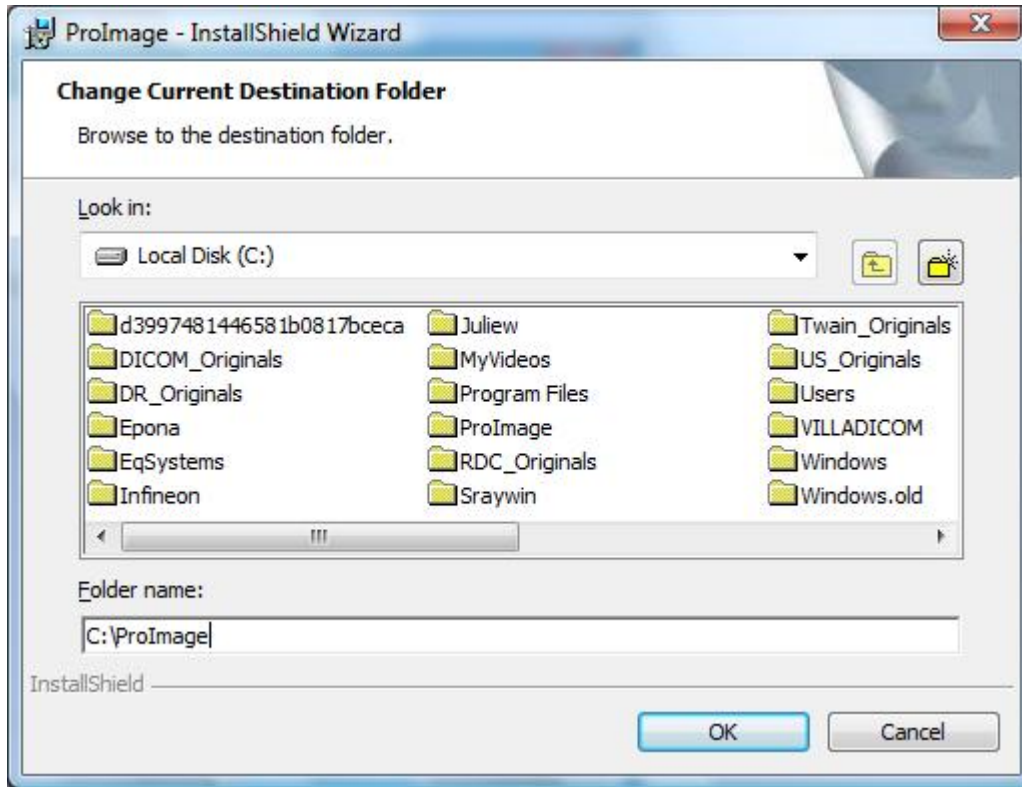 ProImage - InstallShield Wizard
Change Current Destination Folder
Browse to the destination folder.
Look in:
Local Disk (C:)
d3997481446581b0817bceca
DICOM_Originals
DR_Originals
Epona
EqSystems
Infineon
Juliew
MyVideos
Program Files
ProImage
RDC_Originals
Sraywin
Twain_Originals
US_Originals
Users
VILLADICOM
Windows
Windows.old
Folder name:
C:\ProImage
InstallShield
OK
Cancel